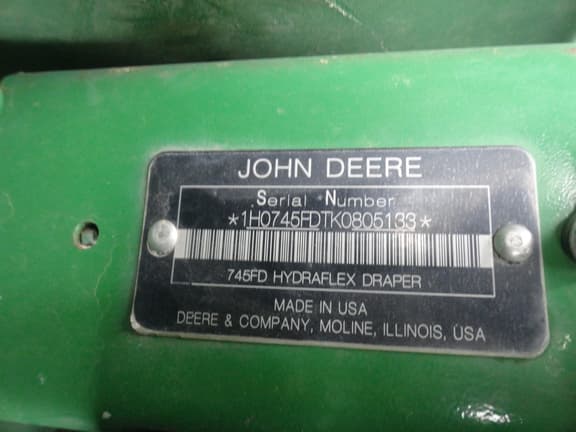 JOHN DEERE
Serial Number
*1H0745FDTK0805133*
745FD HYDRAFLEX DRAPER
MADE IN USA
DEERE & COMPANY, MOLINE, ILLINOIS, USA